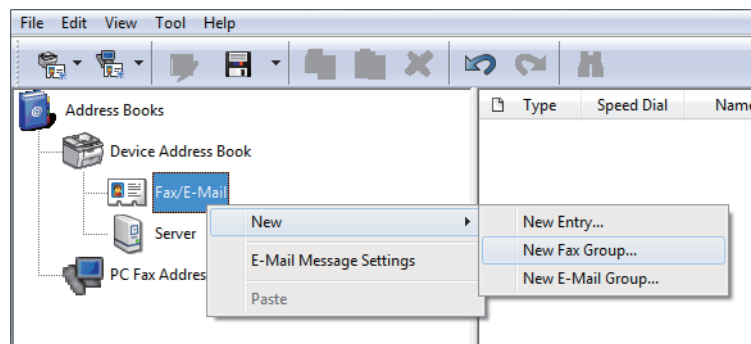 File Edit View Tool Help
Address Books
Type Speed Dial Name
Device Address Book
Fax/E-Mail
Server
PC Fax Addres
New
E-Mail Message Settings
Paste
New Entry...
New Fax Group...
New E-Mail Group...